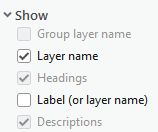 Show
Group layer name
Layer name
Headings
Label (or layer name)
Descriptions